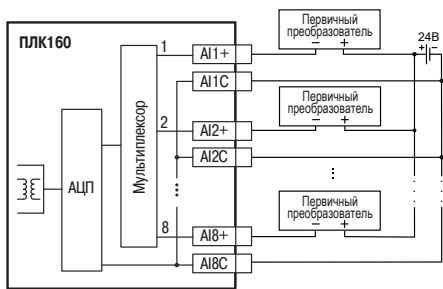 ПЛК160
Мультиплексор
АЦП
1
2
8
AI1+
AI1C
AI2+
AI2C
AI8+
AI8C
Первичный
преобразователь
− +
Первичный
преобразователь
− +
Первичный
преобразователь
− +
24В
+ −